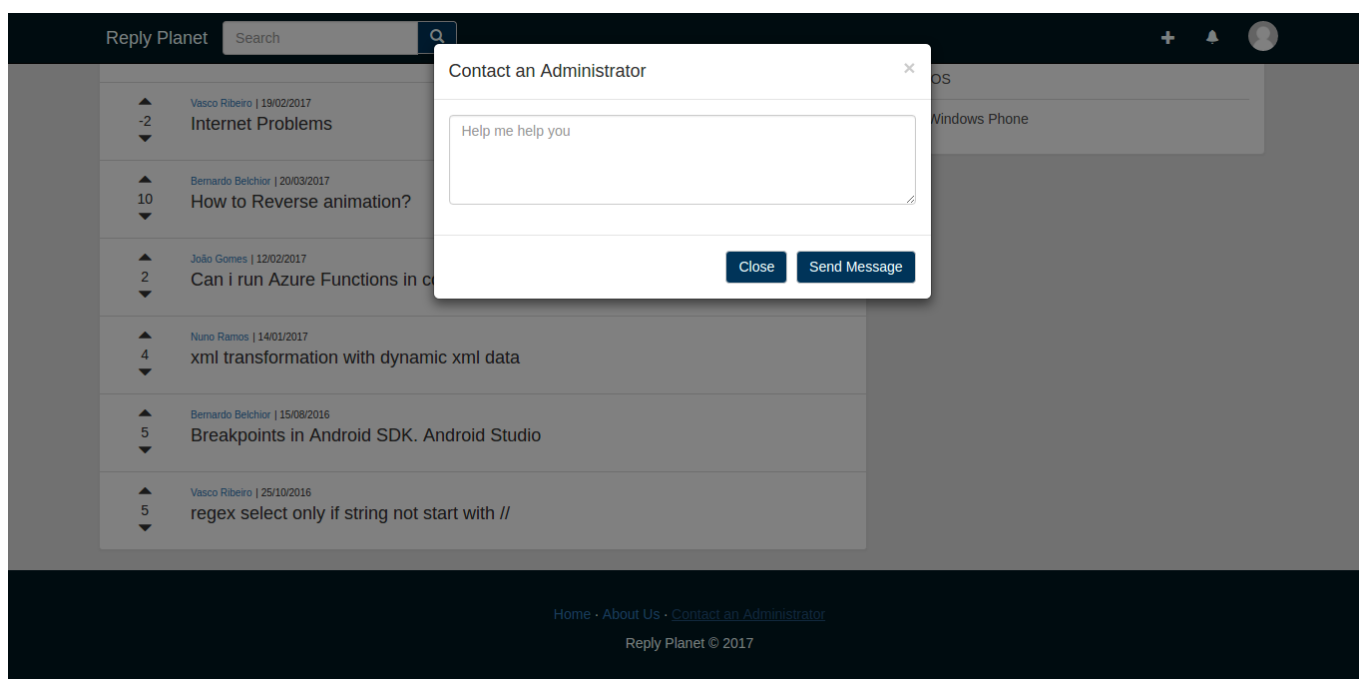 Reply Planet
Search
Contact an Administrator
×
Help me help you
Close
Send Message
Vasco Ribeiro | 19/02/2017
-2
Internet Problems
Bernardo Belchior | 20/03/2017
10
How to Reverse animation?
João Gomes | 12/02/2017
2
Can i run Azure Functions in
Nuno Ramos | 14/01/2017
4
xml transformation with dynamic xml data
Bernardo Belchior | 15/08/2016
5
Breakpoints in Android SDK. Android Studio
Vasco Ribeiro | 25/10/2016
5
regex select only if string not start with //
OS
Windows Phone
Home · About Us · Contact an Administrator
Reply Planet © 2017